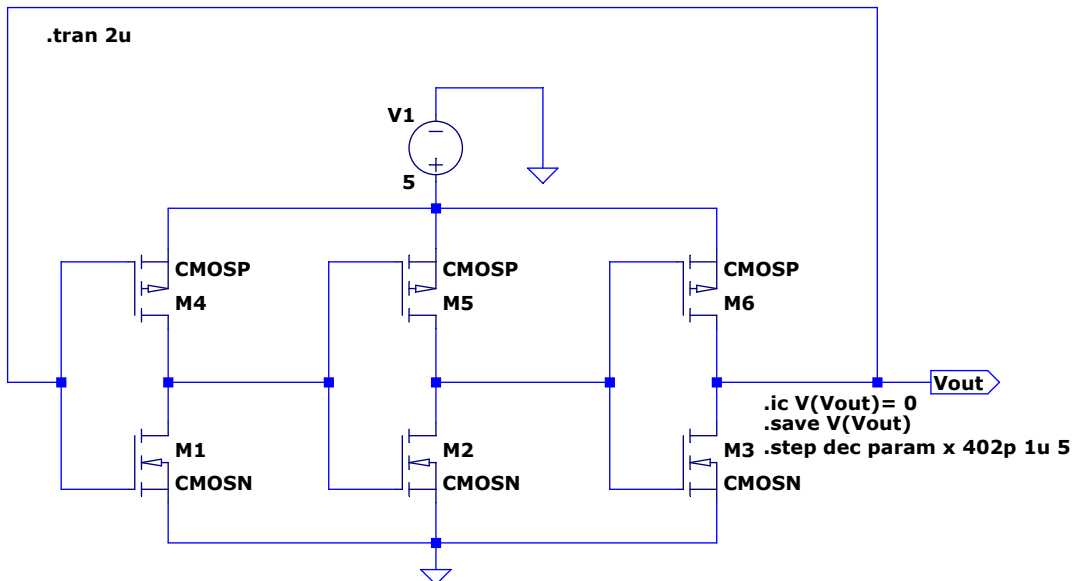 .tran 2u
V1
5
CMOSP
M4
CMOSP
M5
CMOSP
M6
Vout
.ic V(Vout)= 0
.save V(Vout)
.step dec param x 402p 1u 5
M1
CMOSN
M2
CMOSN
M3
CMOSN